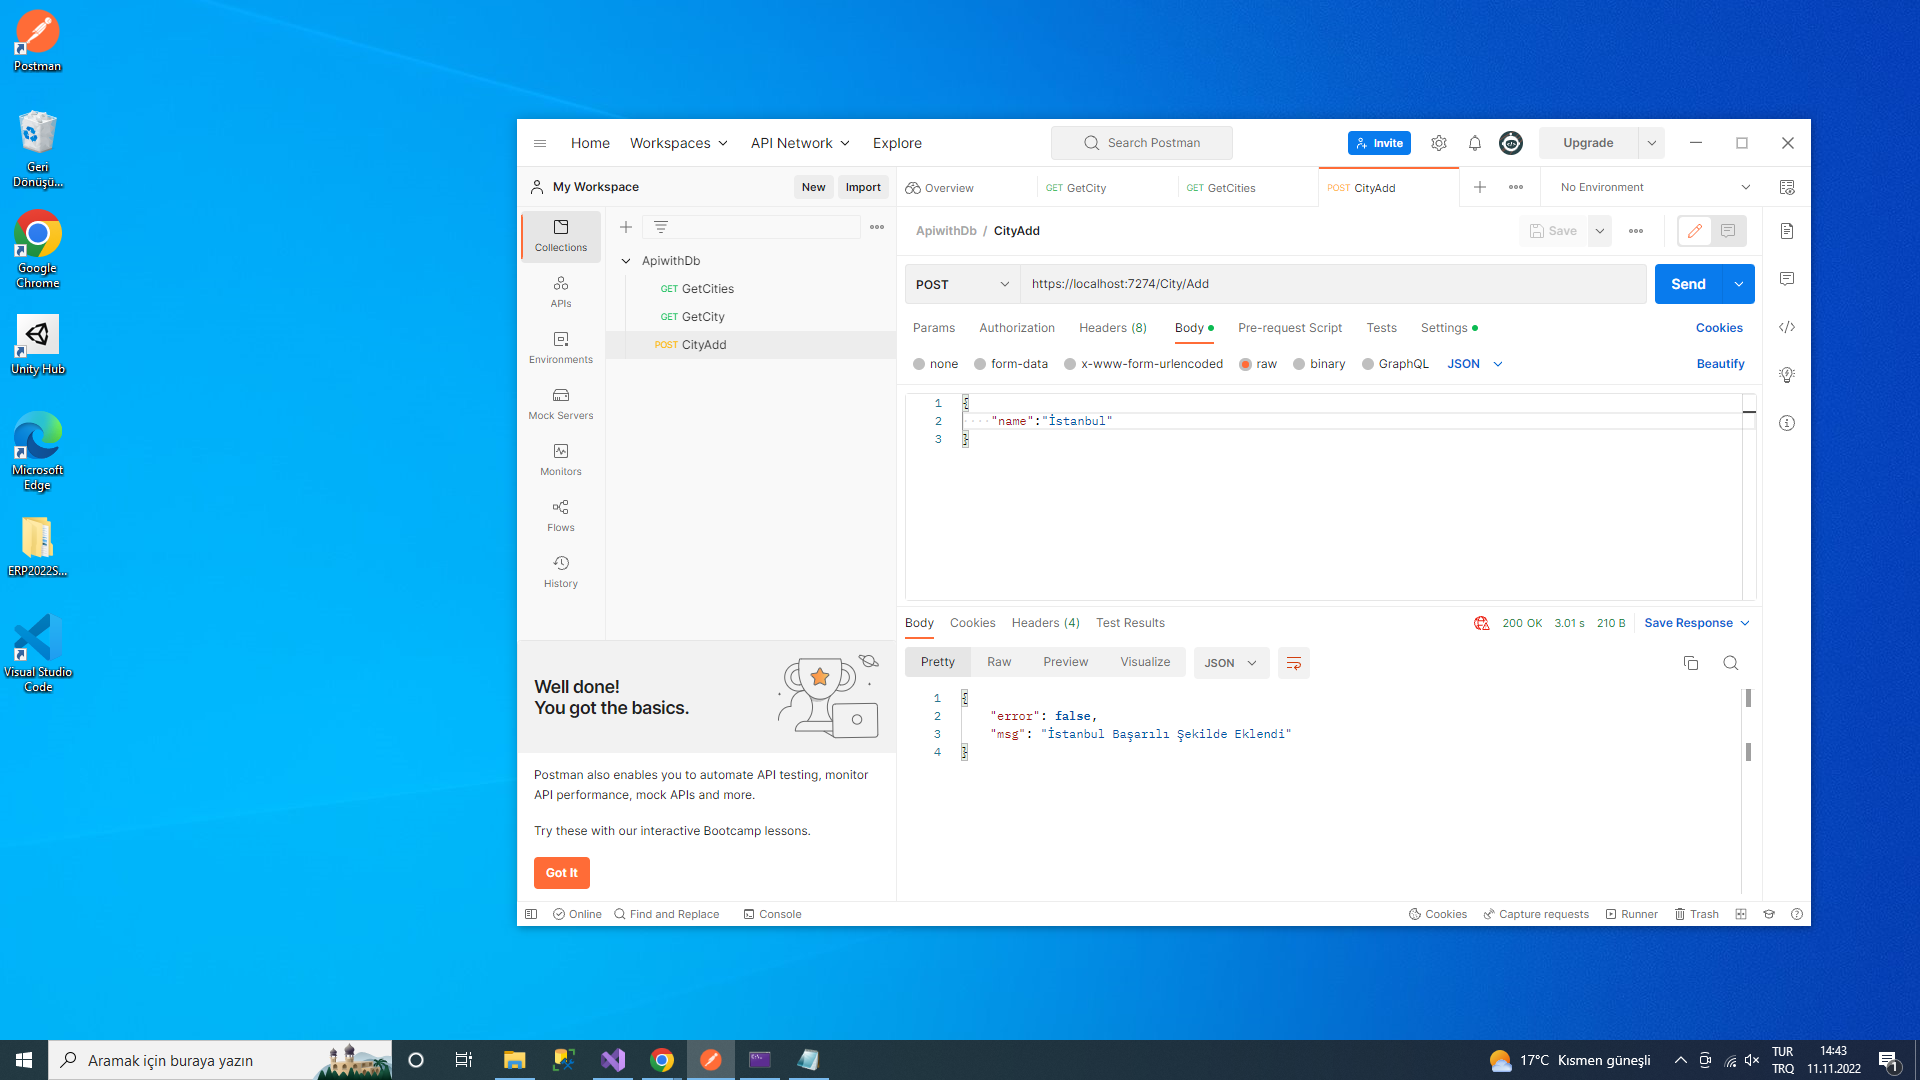 Postman
Geri
Dönüşü...
Google
Chrome
Unity Hub
Microsoft
Edge
ERP2022S...
Visual Studio
Code
Home
Workspaces
API Network
Explore
Search Postman
Invite
Upgrade
My Workspace
New
Import
Overview
GET GetCity
GET GetCities
POST CityAdd
No Environment
Collections
APIs
Environments
Mock Servers
Monitors
Flows
History
ApiwithDb
GET GetCities
GET GetCity
POST CityAdd
ApiwithDb / CityAdd
Save
POST
https://localhost:7274/City/Add
Send
Params
Authorization
Headers (8)
Body
Pre-request Script
Tests
Settings
Cookies
none
form-data
x-www-form-urlencoded
raw
binary
GraphQL
JSON
Beautify
1 {
2 ····"name":"İstanbul"
3 }
Body
Cookies
Headers (4)
Test Results
200 OK
3.01 s
210 B
Save Response
Pretty
Raw
Preview
Visualize
JSON
1 {
2 "error": false,
3 "msg": "İstanbul Başarılı Şekilde Eklendi"
4 }
Well done!
You got the basics.
Postman also enables you to automate API testing, monitor
API performance, mock APIs and more.
Try these with our interactive Bootcamp lessons.
Got It
Online
Find and Replace
Console
Cookies
Capture requests
Runner
Trash
Aramak için buraya yazın
17°C Kısmen güneşli
TUR
TRQ
14:43
11.11.2022
1